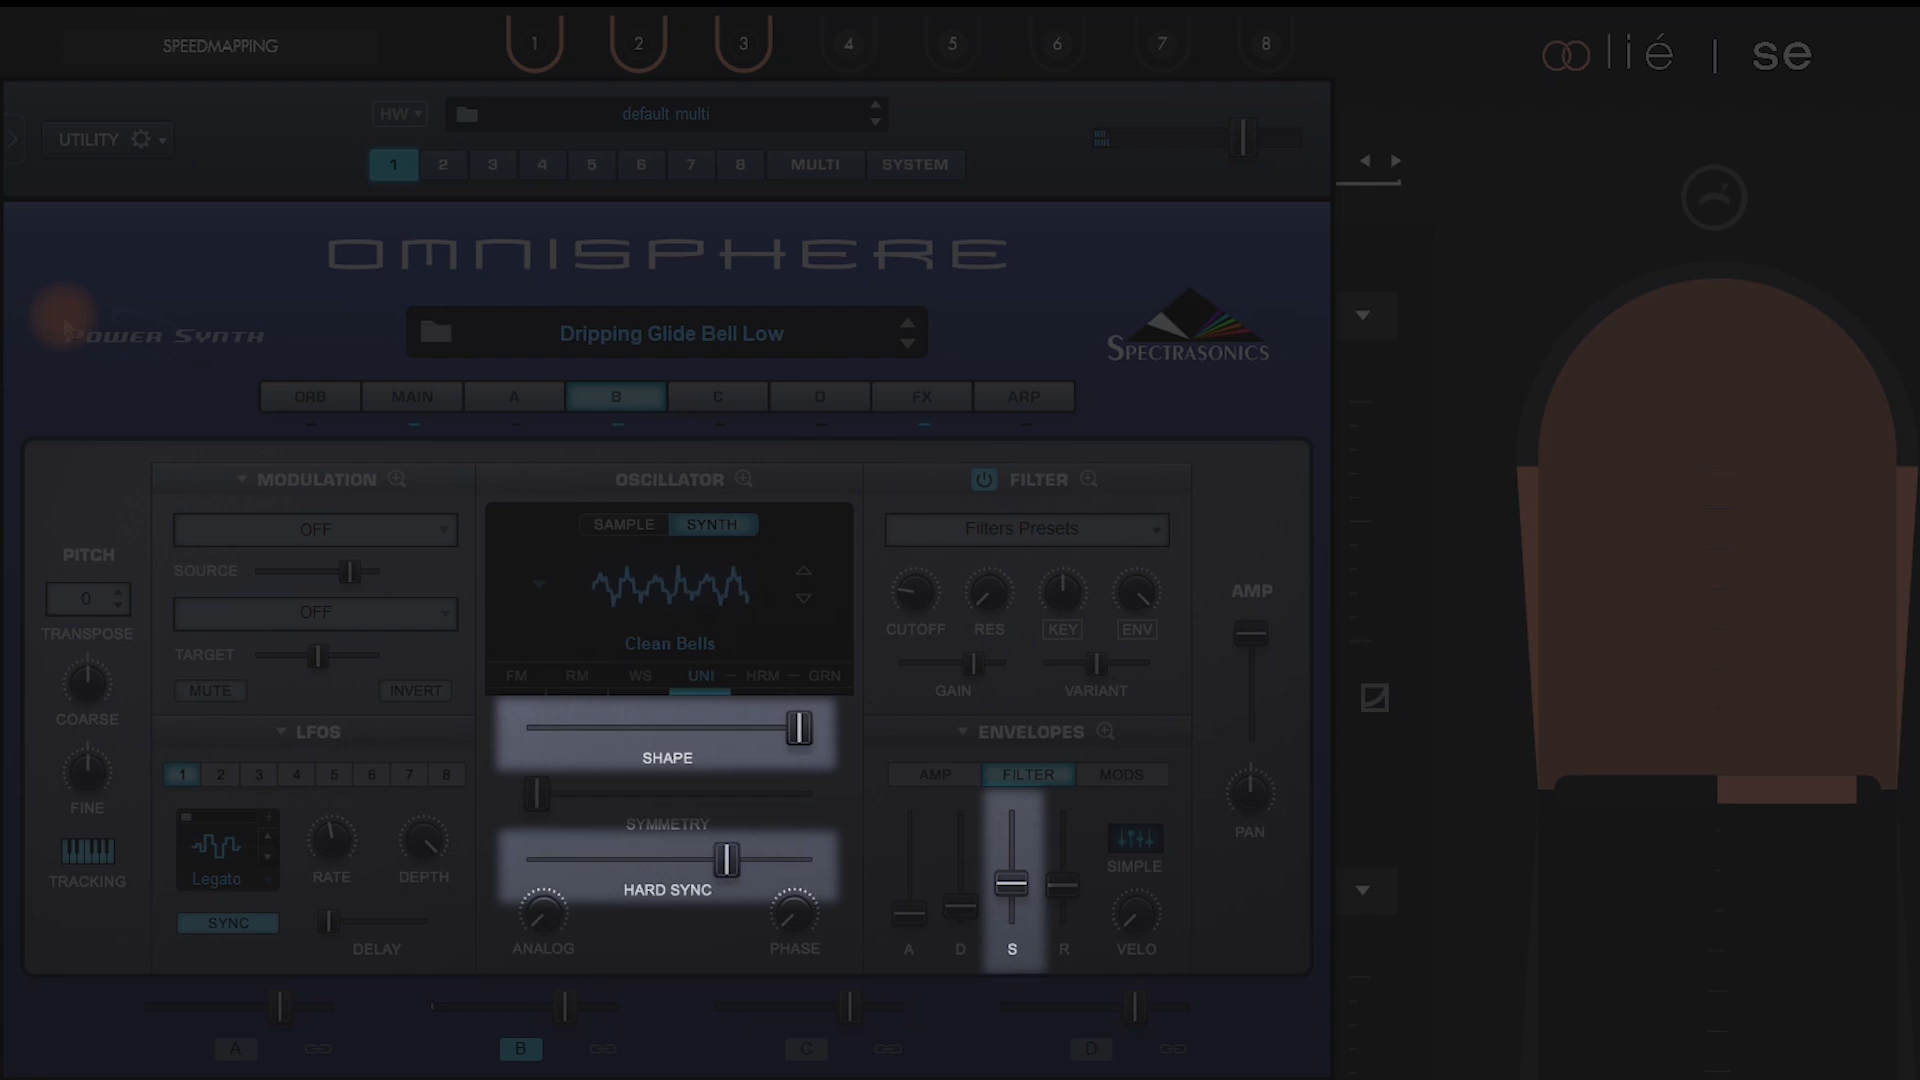 SPEEDMAPPING
1 2 3 4 5 6 7 8
lié | se
UTILITY
HW
default multi
1 2 3 4 5 6 7 8 MULTI SYSTEM
OMNISPHERE
POWER SYNTH
Dripping Glide Bell Low
SPECTRASONICS
ORB MAIN A B C D FX ARP
MODULATION
OSCILLATOR
FILTER
OFF
SAMPLE SYNTH
Filters Presets
PITCH
0
TRANSPOSE
SOURCE
OFF
TARGET
MUTE INVERT
Clean Bells
FM RM WS UNI HRM GRN
CUTOFF RES KEY ENV
GAIN VARIANT
AMP
COARSE
LFOS
SHAPE
ENVELOPES
1 2 3 4 5 6 7 8
AMP FILTER MODS
FINE
SYMMETRY
PAN
TRACKING
Legato
RATE DEPTH
HARD SYNC
SIMPLE
SYNC
DELAY
ANALOG PHASE
A D S R VELO
A B C D